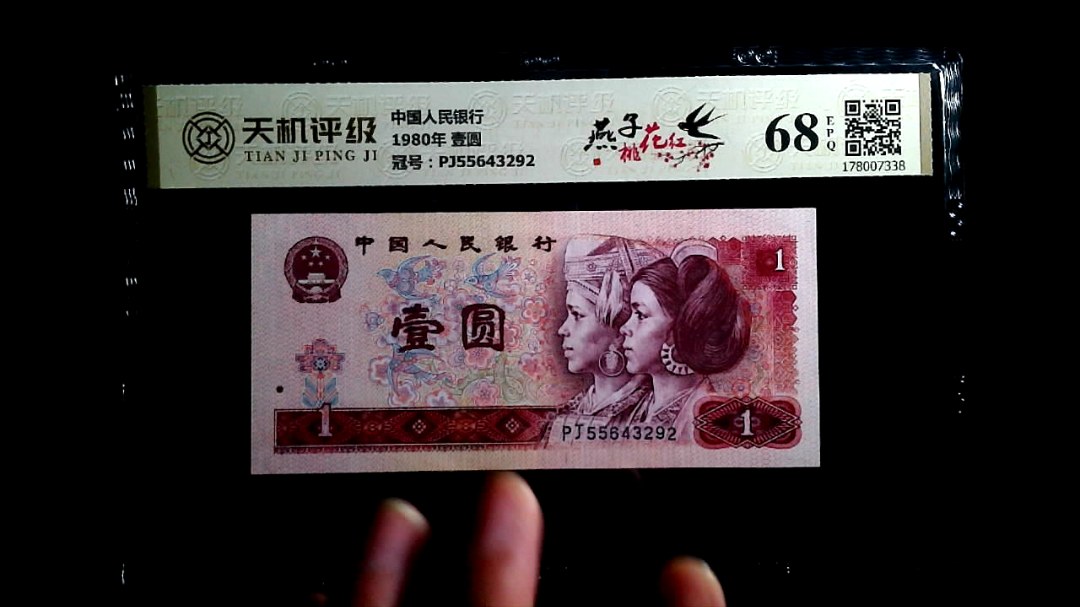 天机评级
TIAN JI PING JI
中国人民银行
1980年 壹圆
冠号：PJ55643292
燕子
桃花红
68
EPQ
178007338
中国人民银行
1
壹圆
1
PJ55643292
1